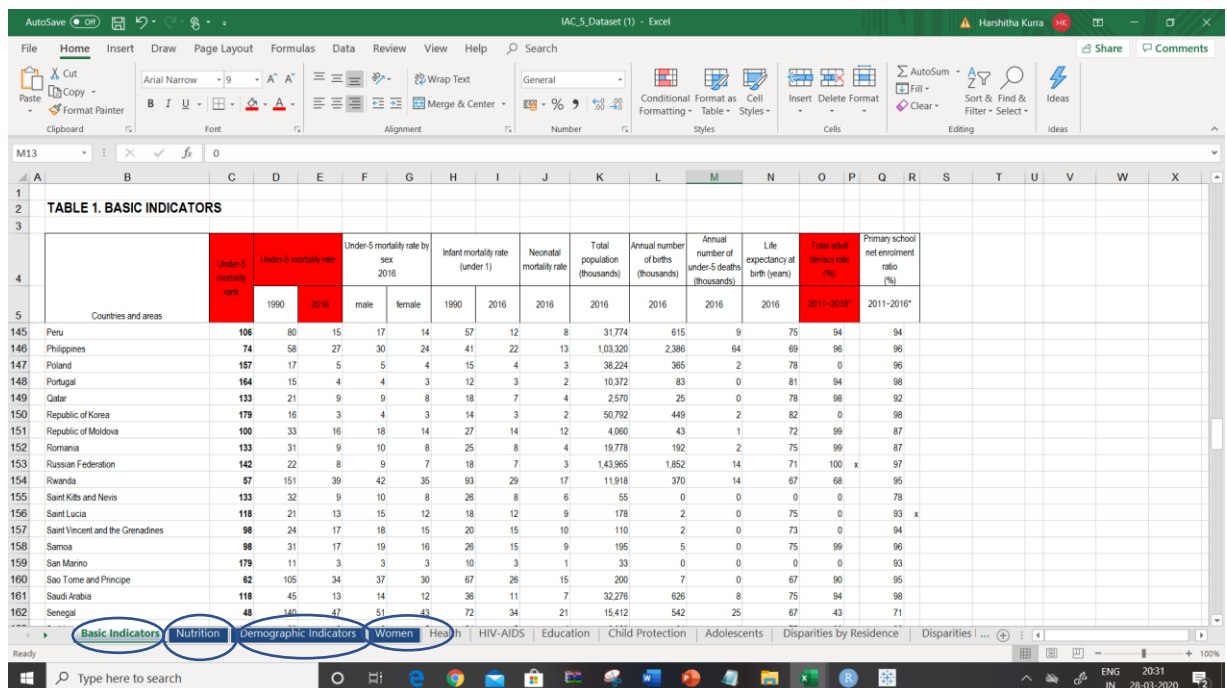 AutoSave Off IAC_5_Dataset (1) - Excel Harshitha Kurra HK
File Home Insert Draw Page Layout Formulas Data Review View Help Search Share Comments
Cut Arial Narrow 9 A^ Aˇ Wrap Text General AutoSum
Paste Copy Fill
Format Painter B I U A Merge & Center % Conditional Formatting Format as Table Cell Styles Insert Delete Format Clear Sort & Filter Find & Select Ideas
Clipboard Font Alignment Number Styles Cells Editing Ideas
M13 fx 0
A B C D E F G H I J K L M N O P Q R S T U V W X
1
2 TABLE 1. BASIC INDICATORS
3
4 Under-5 mortality rank Under-5 mortality rate Under-5 mortality rate by sex 2016 Infant mortality rate (under 1) Neonatal mortality rate Total population (thousands) Annual number of births (thousands) Annual number of under-5 deaths (thousands) Life expectancy at birth (years) Total adult literacy rate (%) Primary school net enrolment ratio (%)
5 Countries and areas 1990 2016 male female 1990 2016 2016 2016 2016 2016 2016 2011–2016* 2011–2016*
145 Peru 106 80 15 17 14 57 12 8 31,774 615 9 75 94 94
146 Philippines 74 58 27 30 24 41 22 13 1,03,320 2,386 64 69 96 96
147 Poland 157 17 5 5 4 15 4 3 38,224 365 2 78 0 96
148 Portugal 164 15 4 4 3 12 3 2 10,372 83 0 81 94 98
149 Qatar 133 21 9 9 8 18 7 4 2,570 25 0 78 98 92
150 Republic of Korea 179 16 3 4 3 14 3 2 50,792 449 2 82 0 98
151 Republic of Moldova 100 33 16 18 14 27 14 12 4,060 43 1 72 99 87
152 Romania 133 31 9 10 8 25 8 4 19,778 192 2 75 99 87
153 Russian Federation 142 22 8 9 7 18 7 3 1,43,965 1,852 14 71 100 x 97
154 Rwanda 57 151 39 42 35 93 29 17 11,918 370 14 67 68 95
155 Saint Kitts and Nevis 133 32 9 10 8 26 8 6 55 0 0 0 0 78
156 Saint Lucia 118 21 13 15 12 18 12 9 178 2 0 75 0 93 x
157 Saint Vincent and the Grenadines 98 24 17 18 15 20 15 10 110 2 0 73 0 94
158 Samoa 98 31 17 19 16 26 15 9 195 5 0 75 99 96
159 San Marino 179 11 3 3 3 10 3 1 33 0 0 0 0 93
160 Sao Tome and Principe 62 105 34 37 30 67 26 15 200 7 0 67 90 95
161 Saudi Arabia 118 45 13 14 12 36 11 7 32,276 626 8 75 94 98
162 Senegal 48 140 47 51 43 72 34 21 15,412 542 25 67 43 71
Basic Indicators Nutrition Demographic Indicators Women Health HIV-AIDS Education Child Protection Adolescents Disparities by Residence Disparities ...
Ready 100%
Type here to search ENG IN 20:31 28-03-2020 2